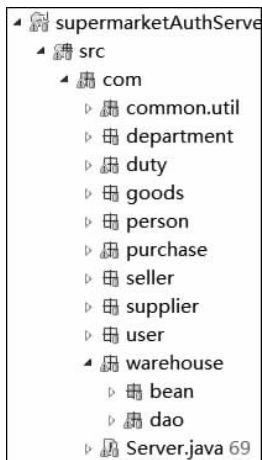 supermarketAuthServe
src
com
common.util
department
duty
goods
person
purchase
seller
supplier
user
warehouse
bean
dao
Server.java 69